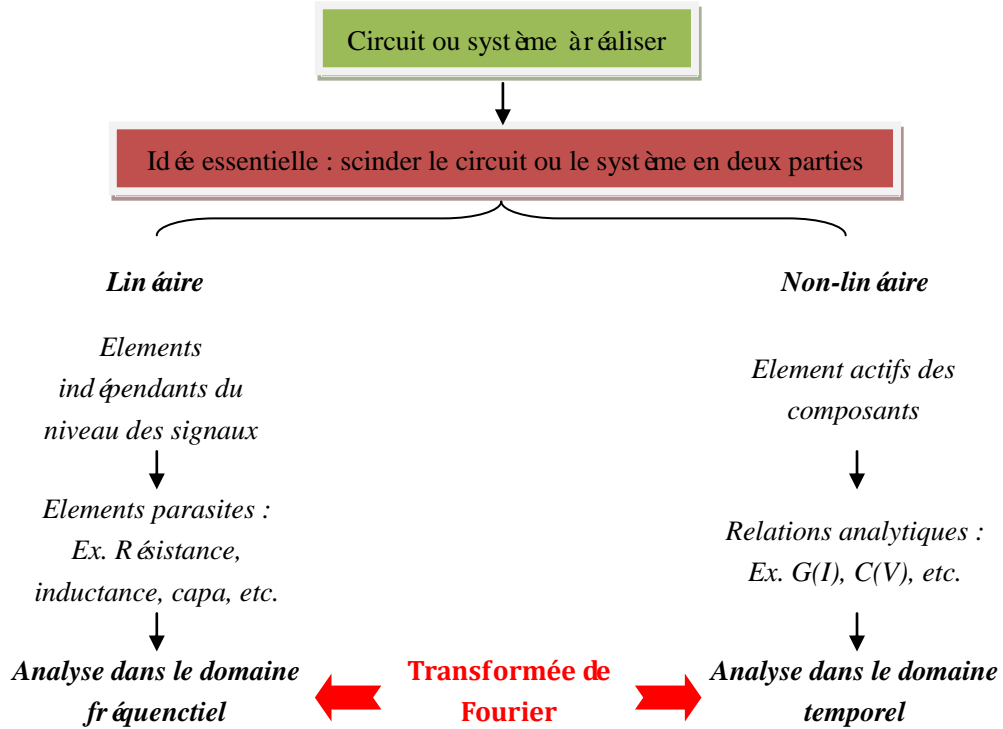 Circuit ou système à réaliser
Idée essentielle : scinder le circuit ou le système en deux parties
Linéaire
Elements
indépendants du
niveau des signaux
Elements parasites :
Ex. Résistance,
inductance, capa, etc.
Analyse dans le domaine
fréquenctiel
Transformée de
Fourier
Non-linéaire
Element actifs des
composants
Relations analytiques :
Ex. G(I), C(V), etc.
Analyse dans le domaine
temporel